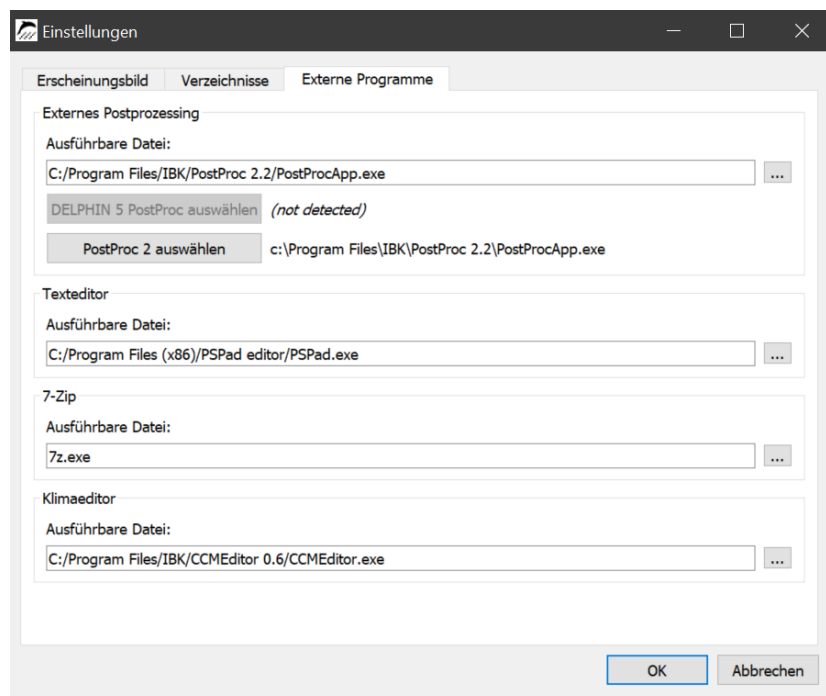 Einstellungen
Erscheinungsbild Verzeichnisse Externe Programme
Externes Postprozessing
Ausführbare Datei:
C:/Program Files/IBK/PostProc 2.2/PostProcApp.exe ...
DELPHIN 5 PostProc auswählen (not detected)
PostProc 2 auswählen c:\Program Files\IBK\PostProc 2.2\PostProcApp.exe
Texteditor
Ausführbare Datei:
C:/Program Files (x86)/PSPad editor/PSPad.exe ...
7-Zip
Ausführbare Datei:
7z.exe ...
Klimaeditor
Ausführbare Datei:
C:/Program Files/IBK/CCMEditor 0.6/CCMEditor.exe ...
OK Abbrechen